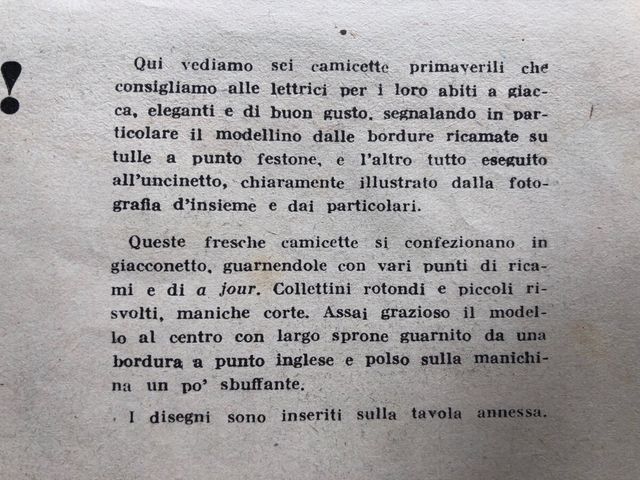 !
Qui vediamo sei camicette primaverili che
consigliamo alle lettrici per i loro abiti a giac-
ca, eleganti e di buon gusto, segnalando in par-
ticolare il modellino dalle bordure ricamate su
tulle a punto festone, e l'altro tutto eseguito
all'uncinetto, chiaramente illustrato dalla foto-
grafia d'insieme e dai particolari.
Queste fresche camicette si confezionano in
giacconetto, guarnendole con vari punti di rica-
mi e di a jour. Collettini rotondi e piccoli ri-
svolti, maniche corte. Assai grazioso il model-
lo al centro con largo sprone guarnito da una
bordura a punto inglese e polso sulla manichi-
na un po' sbuffante.
I disegni sono inseriti sulla tavola annessa.